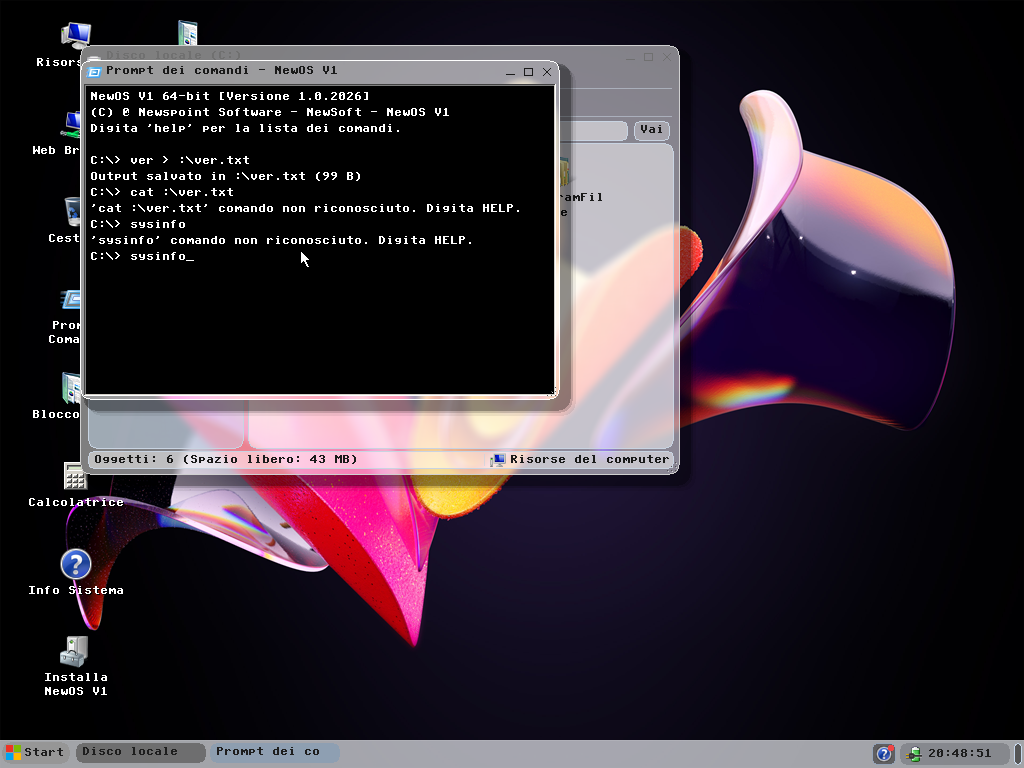 Disco locale (C:)
Prompt dei comandi - NewOS V1
NewOS V1 64-bit [Versione 1.0.2026]
(C) @ Newspoint Software - NewSoft - NewOS V1
Digita 'help' per la lista dei comandi.
C:\> ver > :\ver.txt
Output salvato in :\ver.txt (99 B)
C:\> cat :\ver.txt
'cat :\ver.txt' comando non riconosciuto. Digita HELP.
C:\> sysinfo
'sysinfo' comando non riconosciuto. Digita HELP.
C:\> sysinfo_
Vai
ramFil
e
Oggetti: 6 (Spazio libero: 43 MB)
Risorse del computer
Risors
Web Br
Cest
Pro
Coma
Blocco
Calcolatrice
Info Sistema
Installa
NewOS V1
Start
Disco locale
Prompt dei co
20:48:51